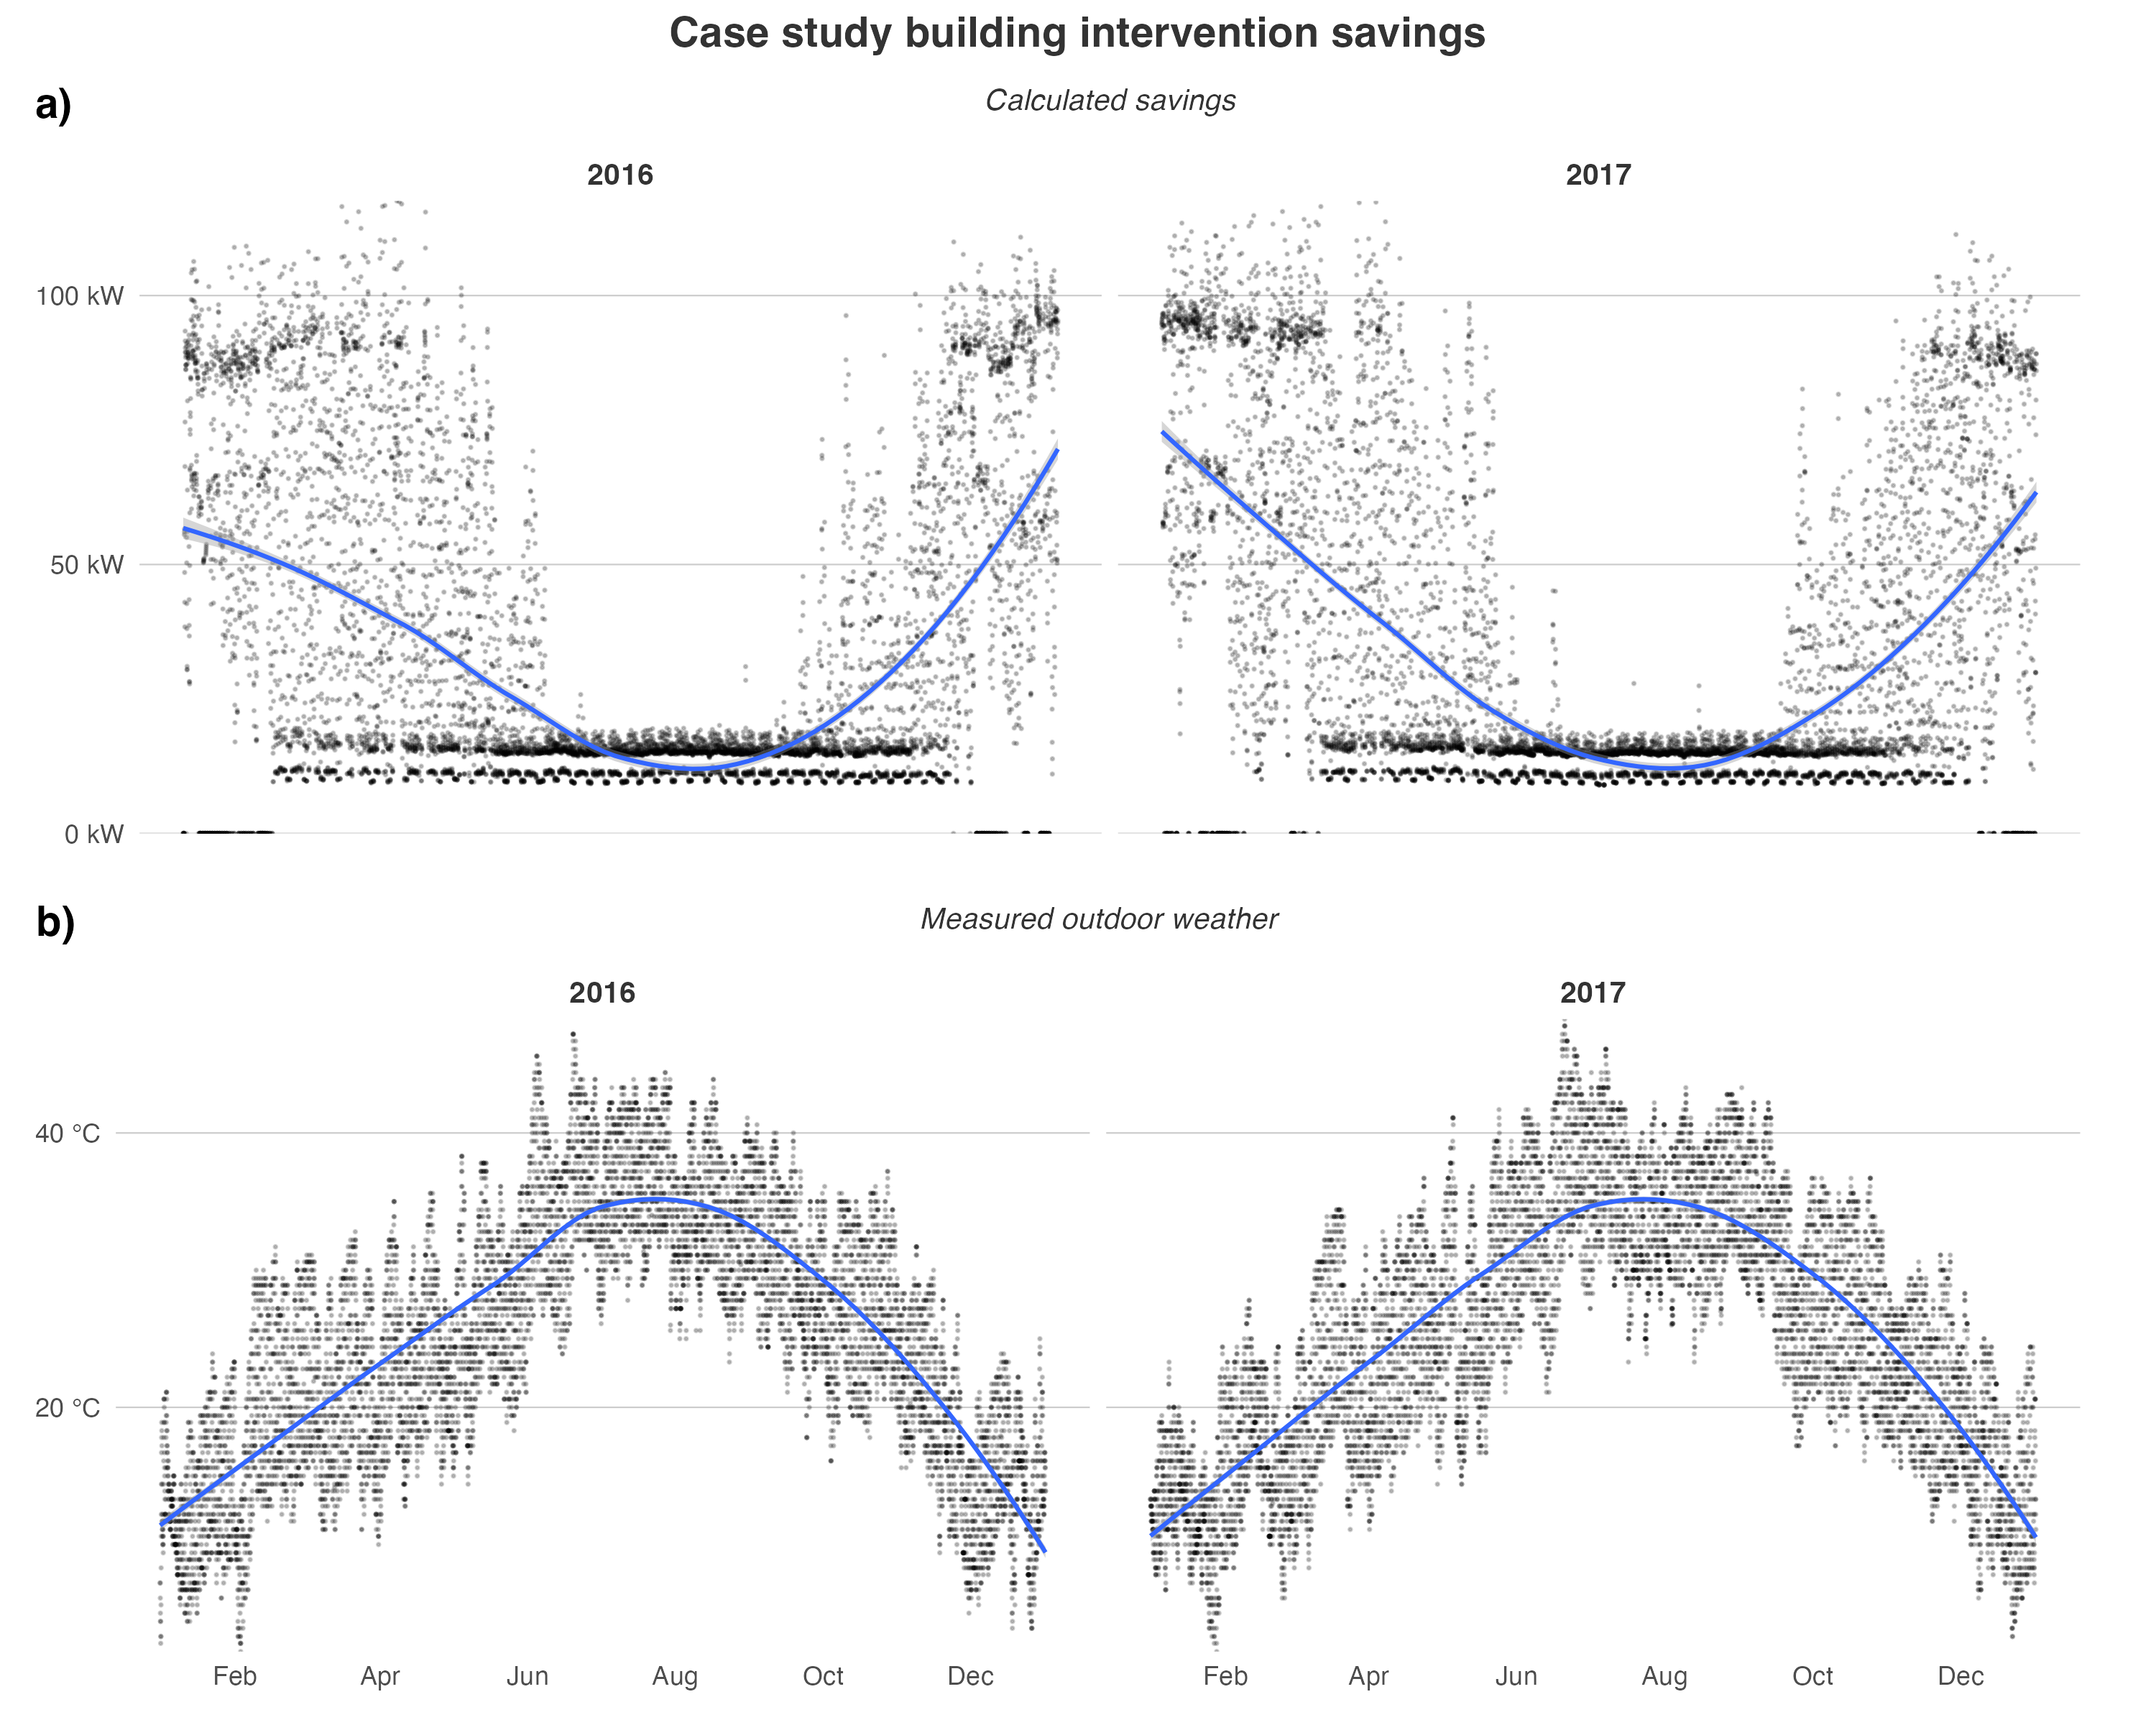 Case study building intervention savings
a)
Calculated savings
2016 2017
100 kW
50 kW
0 kW
b)
Measured outdoor weather
2016 2017
40 °C
20 °C
Feb Apr Jun Aug Oct Dec Feb Apr Jun Aug Oct Dec